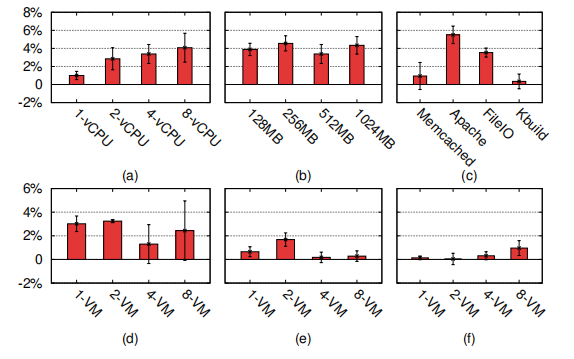 8%
6%
4%
2%
0
-2%
1-vCPU 2-vCPU 4-vCPU 8-vCPU
128MB 256MB 512MB 1024MB
Memcached Apache FileIO Kbuild
(a) (b) (c)
6%
4%
2%
0
-2%
1-VM 2-VM 4-VM 8-VM
1-VM 2-VM 4-VM 8-VM
1-VM 2-VM 4-VM 8-VM
(d) (e) (f)